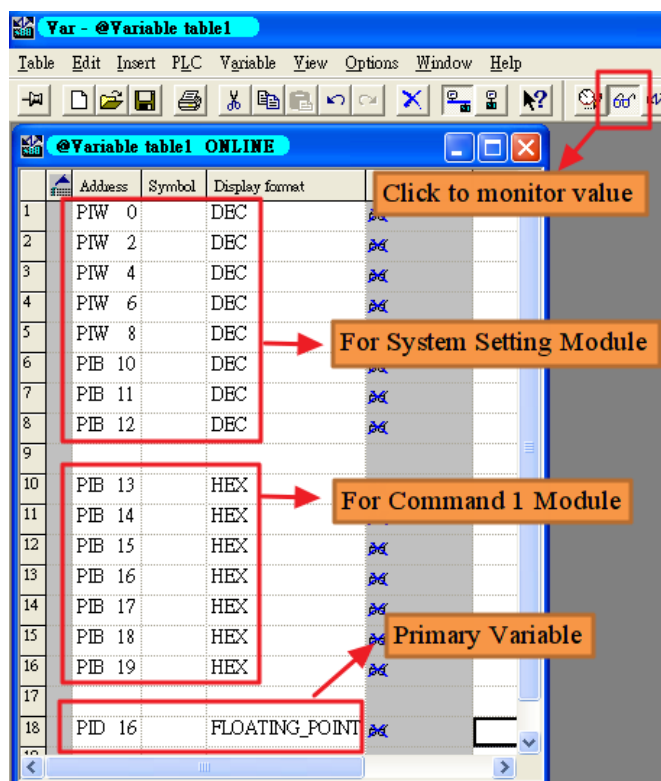 Var - @Variable table1
Table Edit Insert PLC Variable View Options Window Help
@Variable table1 ONLINE
Address Symbol Display format
Click to monitor value
1 PIW 0 DEC
2 PIW 2 DEC
3 PIW 4 DEC
4 PIW 6 DEC
5 PIW 8 DEC
For System Setting Module
6 PIB 10 DEC
7 PIB 11 DEC
8 PIB 12 DEC
9
10 PIB 13 HEX
For Command 1 Module
11 PIB 14 HEX
12 PIB 15 HEX
13 PIB 16 HEX
14 PIB 17 HEX
15 PIB 18 HEX
Primary Variable
16 PIB 19 HEX
17
18 PID 16 FLOATING_POINT